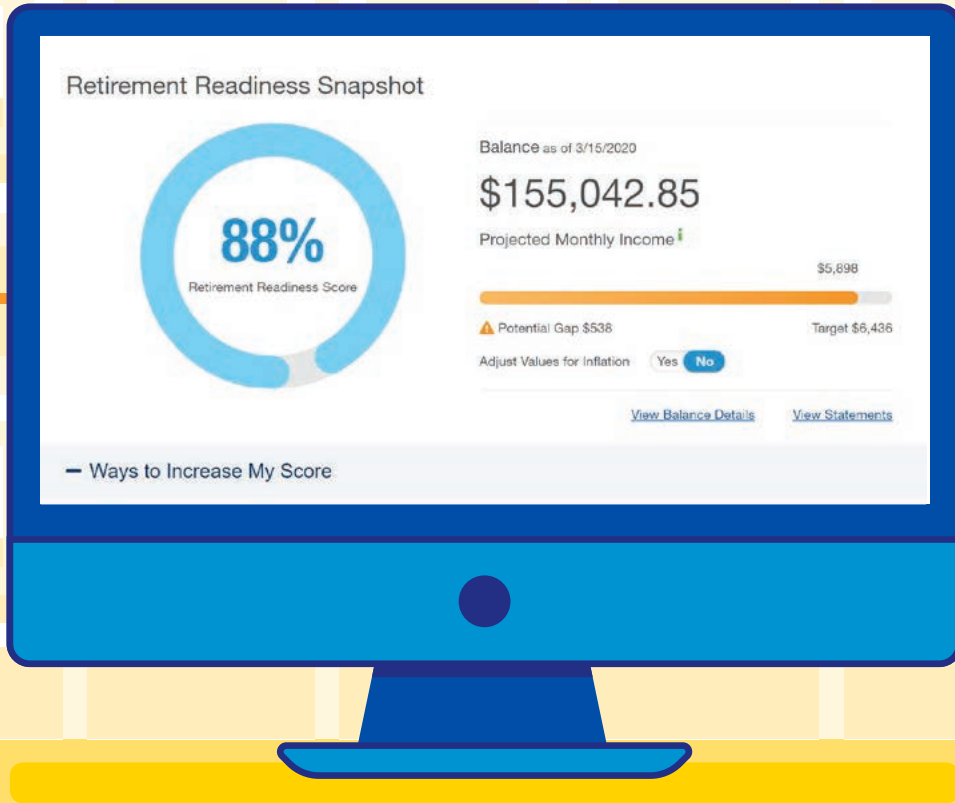 Retirement Readiness Snapshot
88%
Retirement Readiness Score
Balance as of 3/15/2020
$155,042.85
Projected Monthly Income i
$5,898
Potential Gap $538 Target $6,436
Adjust Values for Inflation Yes No
View Balance Details View Statements
Ways to Increase My Score